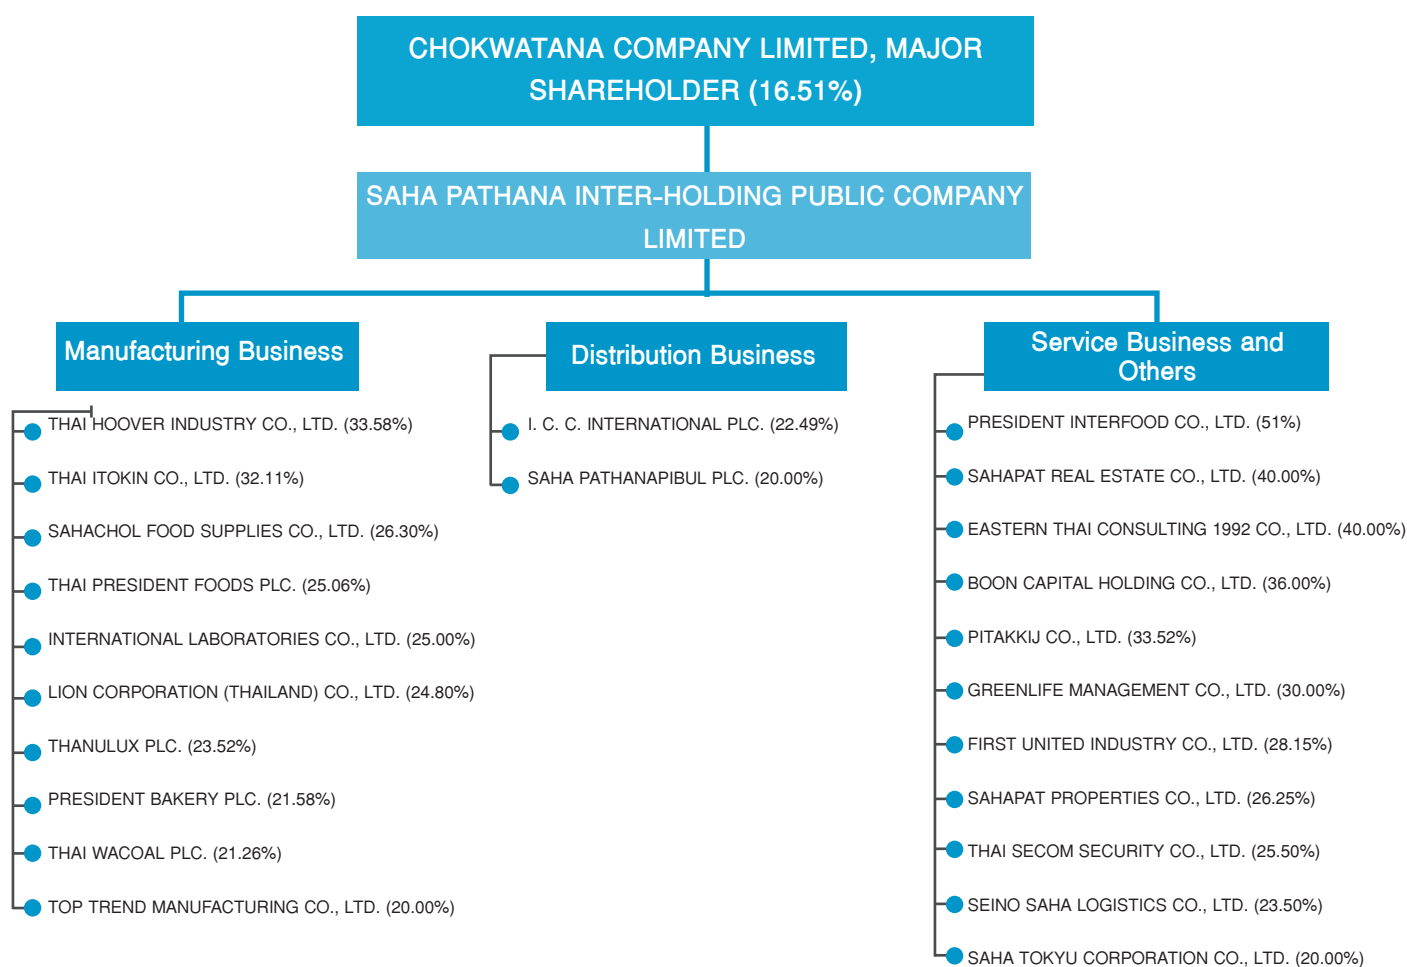 CHOKWATANA COMPANY LIMITED, MAJOR
SHAREHOLDER (16.51%)
SAHA PATHANA INTER-HOLDING PUBLIC COMPANY
LIMITED
Manufacturing Business
THAI HOOVER INDUSTRY CO., LTD. (33.58%)
THAI ITOKIN CO., LTD. (32.11%)
SAHACHOL FOOD SUPPLIES CO., LTD. (26.30%)
THAI PRESIDENT FOODS PLC. (25.06%)
INTERNATIONAL LABORATORIES CO., LTD. (25.00%)
LION CORPORATION (THAILAND) CO., LTD. (24.80%)
THANULUX PLC. (23.52%)
PRESIDENT BAKERY PLC. (21.58%)
THAI WACOAL PLC. (21.26%)
TOP TREND MANUFACTURING CO., LTD. (20.00%)
Distribution Business
I. C. C. INTERNATIONAL PLC. (22.49%)
SAHA PATHANAPIBUL PLC. (20.00%)
Service Business and
Others
PRESIDENT INTERFOOD CO., LTD. (51%)
SAHAPAT REAL ESTATE CO., LTD. (40.00%)
EASTERN THAI CONSULTING 1992 CO., LTD. (40.00%)
BOON CAPITAL HOLDING CO., LTD. (36.00%)
PITAKKIJ CO., LTD. (33.52%)
GREENLIFE MANAGEMENT CO., LTD. (30.00%)
FIRST UNITED INDUSTRY CO., LTD. (28.15%)
SAHAPAT PROPERTIES CO., LTD. (26.25%)
THAI SECOM SECURITY CO., LTD. (25.50%)
SEINO SAHA LOGISTICS CO., LTD. (23.50%)
SAHA TOKYU CORPORATION CO., LTD. (20.00%)